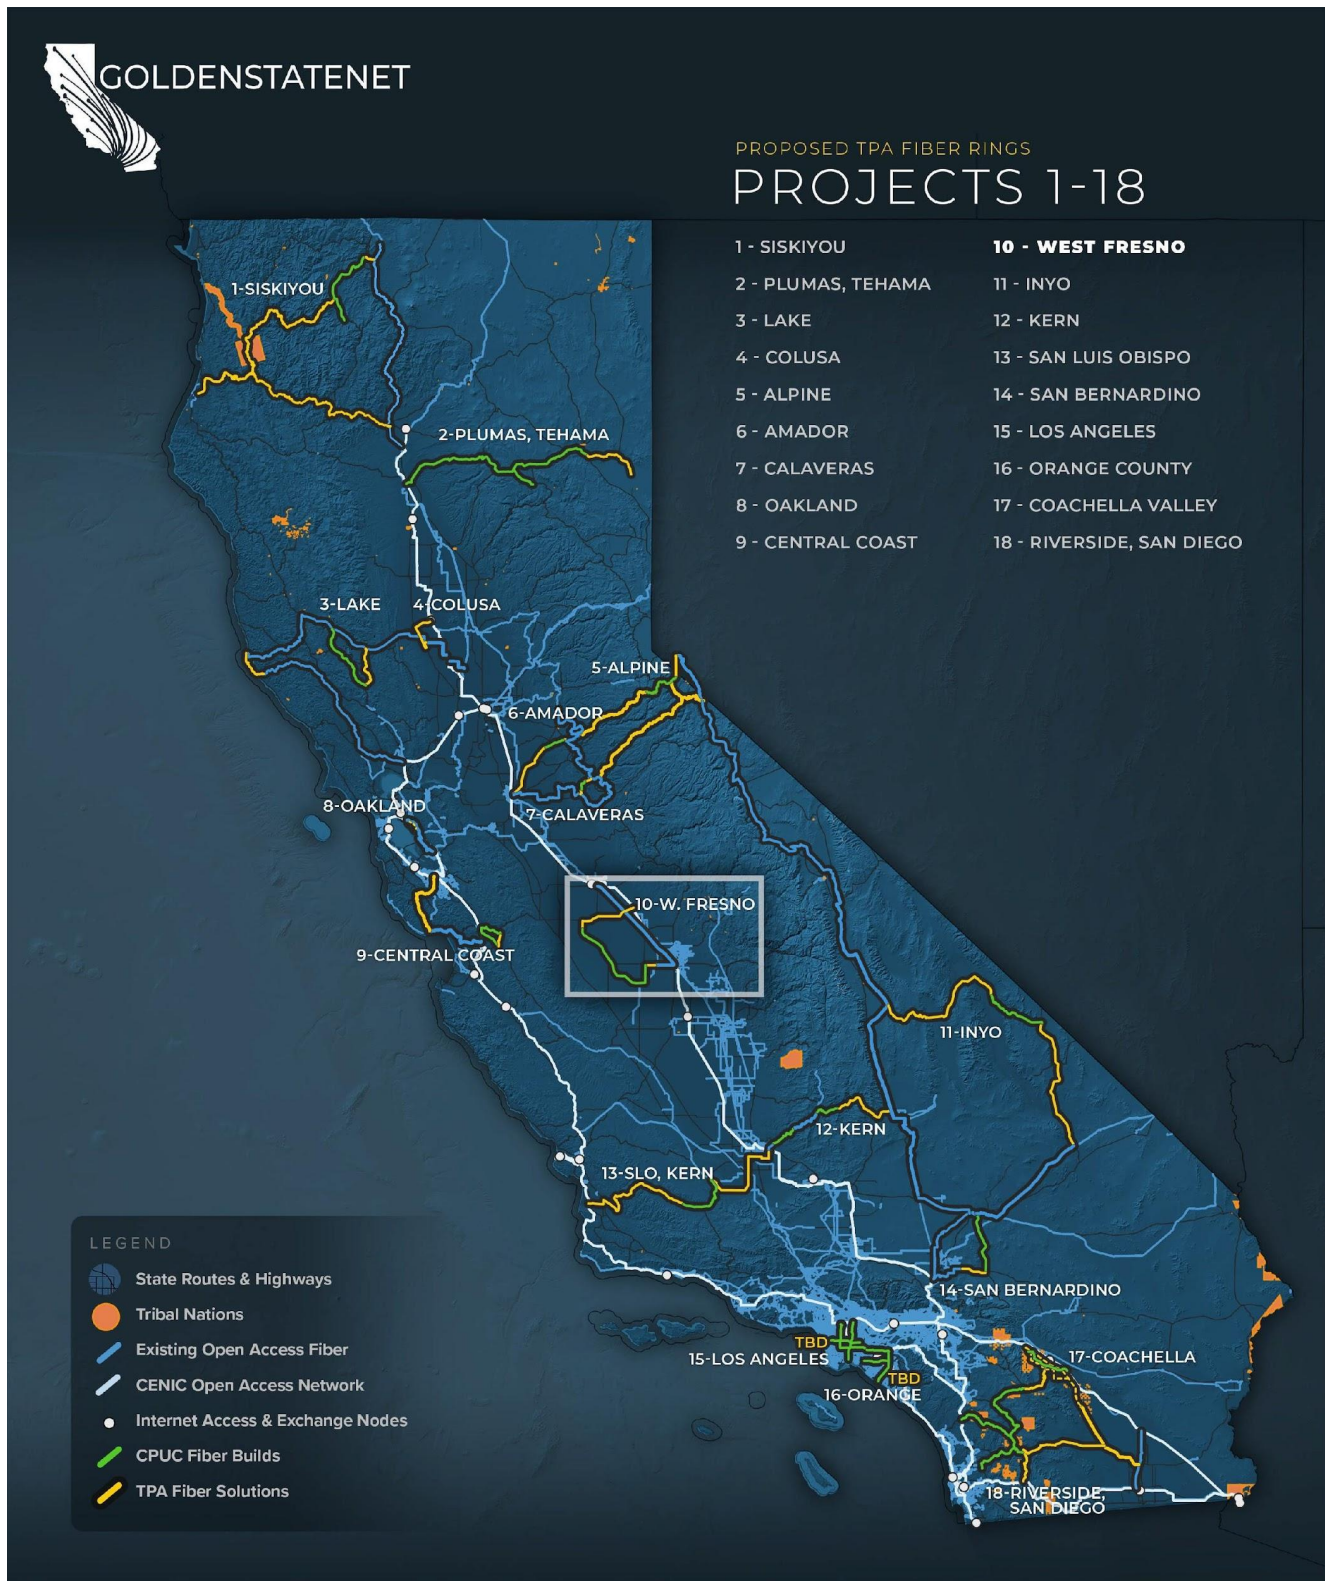 GOLDENSTATENET
PROPOSED TPA FIBER RINGS
PROJECTS 1-18
1 - SISKIYOU
2 - PLUMAS, TEHAMA
3 - LAKE
4 - COLUSA
5 - ALPINE
6 - AMADOR
7 - CALAVERAS
8 - OAKLAND
9 - CENTRAL COAST
10 - WEST FRESNO
11 - INYO
12 - KERN
13 - SAN LUIS OBISPO
14 - SAN BERNARDINO
15 - LOS ANGELES
16 - ORANGE COUNTY
17 - COACHELLA VALLEY
18 - RIVERSIDE, SAN DIEGO
1-SISKIYOU
2-PLUMAS, TEHAMA
3-LAKE
4-COLUSA
5-ALPINE
6-AMADOR
8-OAKLAND
7-CALAVERAS
10-W. FRESNO
9-CENTRAL COAST
11-INYO
12-KERN
13-SLO, KERN
14-SAN BERNARDINO
TBD
15-LOS ANGELES
17-COACHELLA
TBD
16-ORANGE
18-RIVERSIDE,
SAN DIEGO
LEGEND
State Routes & Highways
Tribal Nations
Existing Open Access Fiber
CENIC Open Access Network
Internet Access & Exchange Nodes
CPUC Fiber Builds
TPA Fiber Solutions